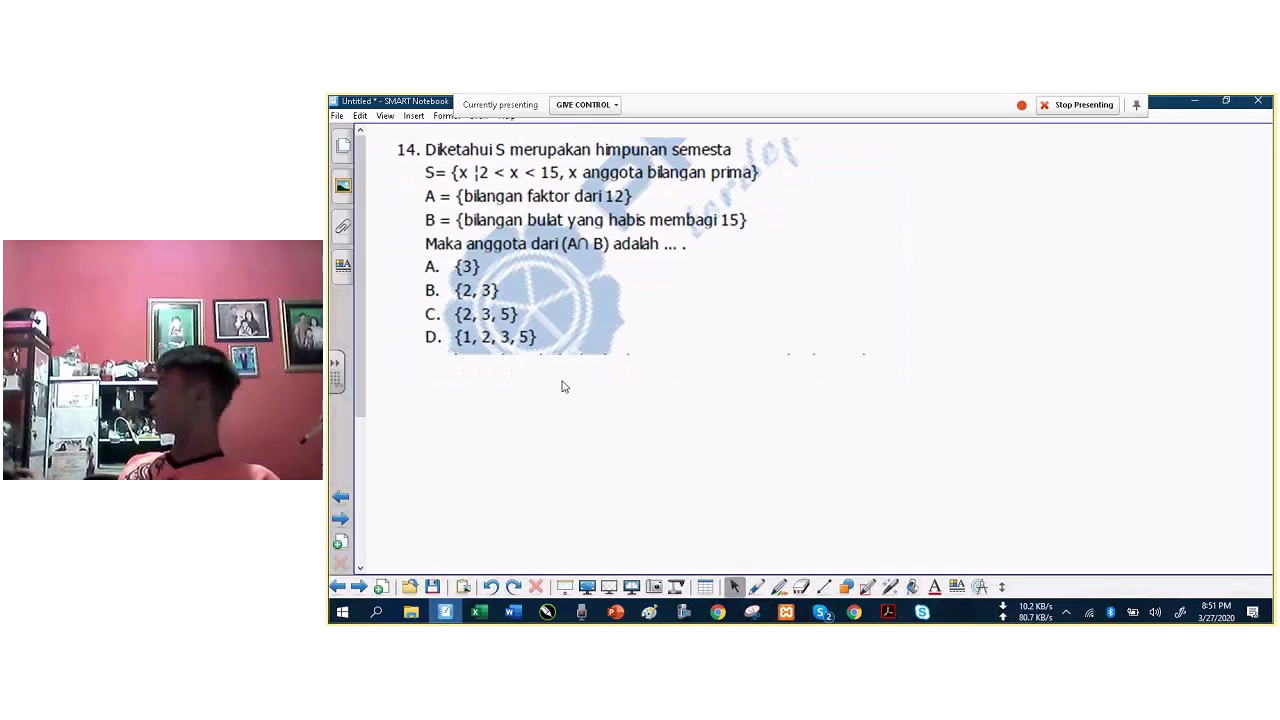 Untitled * - SMART Notebook
Currently presenting
GIVE CONTROL
Stop Presenting
File Edit View Insert
14. Diketahui S merupakan himpunan semesta
S= {x |2 < x < 15, x anggota bilangan prima}
A = {bilangan faktor dari 12}
B = {bilangan bulat yang habis membagi 15}
Maka anggota dari (A∩ B) adalah ... .
A. {3}
B. {2, 3}
C. {2, 3, 5}
D. {1, 2, 3, 5}
10.2 KB/s
80.7 KB/s
8:51 PM
3/27/2020